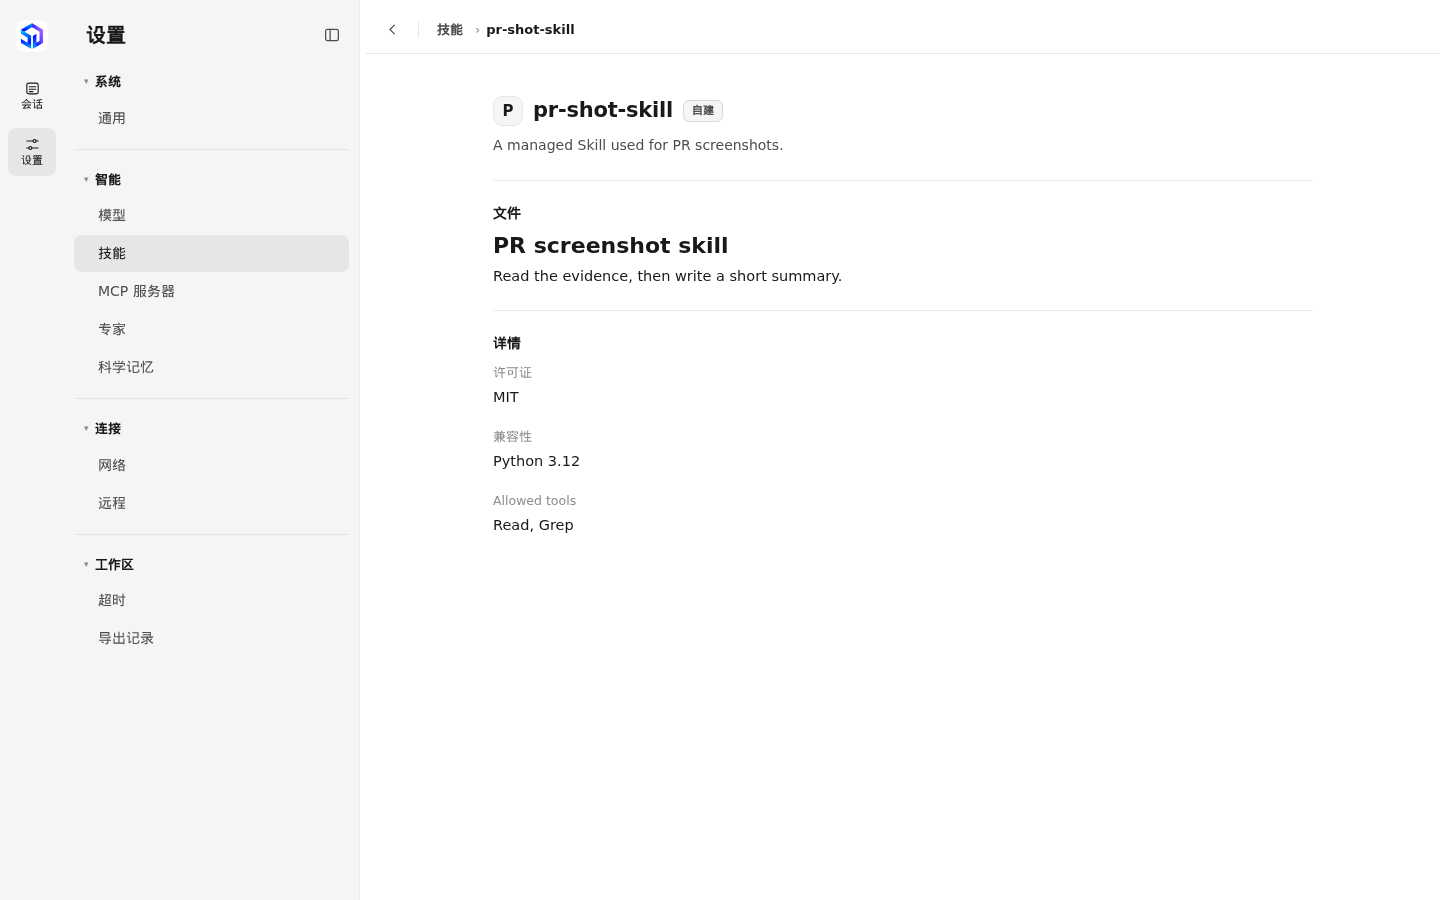 设置
会话
设置
系统
通用
智能
模型
技能
MCP 服务器
专家
科学记忆
连接
网络
远程
工作区
超时
导出记录
技能 › pr-shot-skill
P pr-shot-skill 自建
A managed Skill used for PR screenshots.
文件
PR screenshot skill
Read the evidence, then write a short summary.
详情
许可证
MIT
兼容性
Python 3.12
Allowed tools
Read, Grep